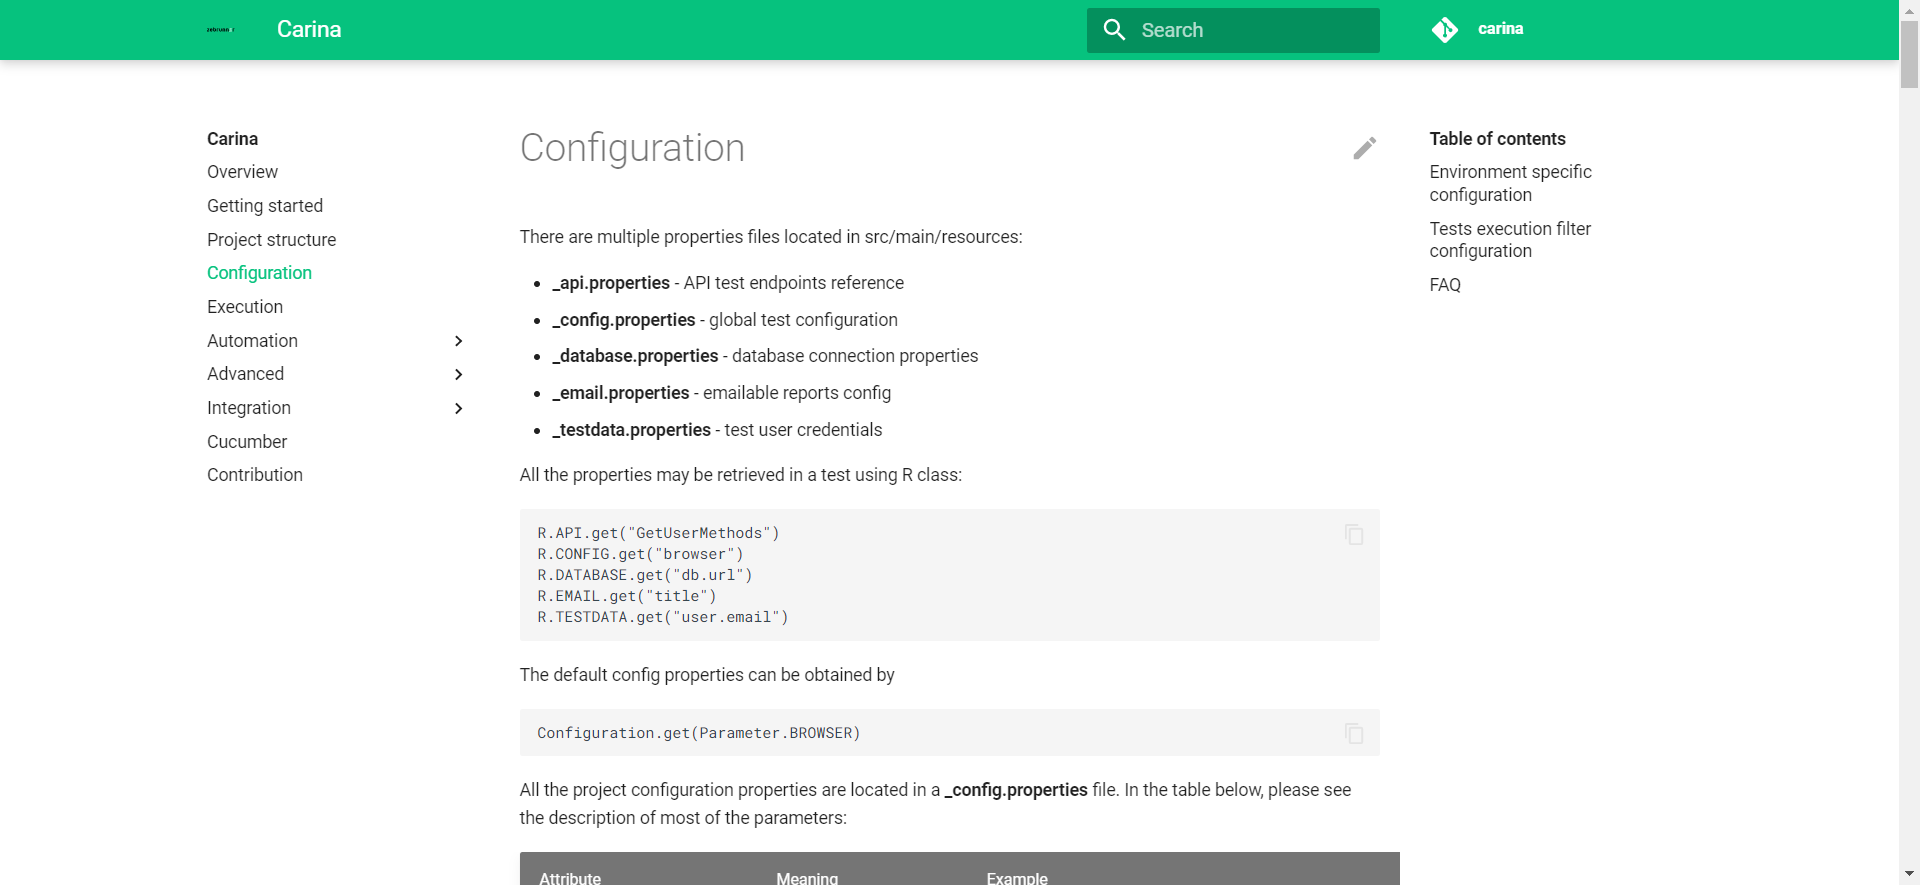 zebrunner
Carina
Search
carina
Carina
Overview
Getting started
Project structure
Configuration
Execution
Automation
Advanced
Integration
Cucumber
Contribution
Configuration
There are multiple properties files located in src/main/resources:
_api.properties - API test endpoints reference
_config.properties - global test configuration
_database.properties - database connection properties
_email.properties - emailable reports config
_testdata.properties - test user credentials
All the properties may be retrieved in a test using R class:
R.API.get("GetUserMethods")
R.CONFIG.get("browser")
R.DATABASE.get("db.url")
R.EMAIL.get("title")
R.TESTDATA.get("user.email")
The default config properties can be obtained by
Configuration.get(Parameter.BROWSER)
All the project configuration properties are located in a _config.properties file. In the table below, please see
the description of most of the parameters:
Attribute Meaning Example
Table of contents
Environment specific
configuration
Tests execution filter
configuration
FAQ